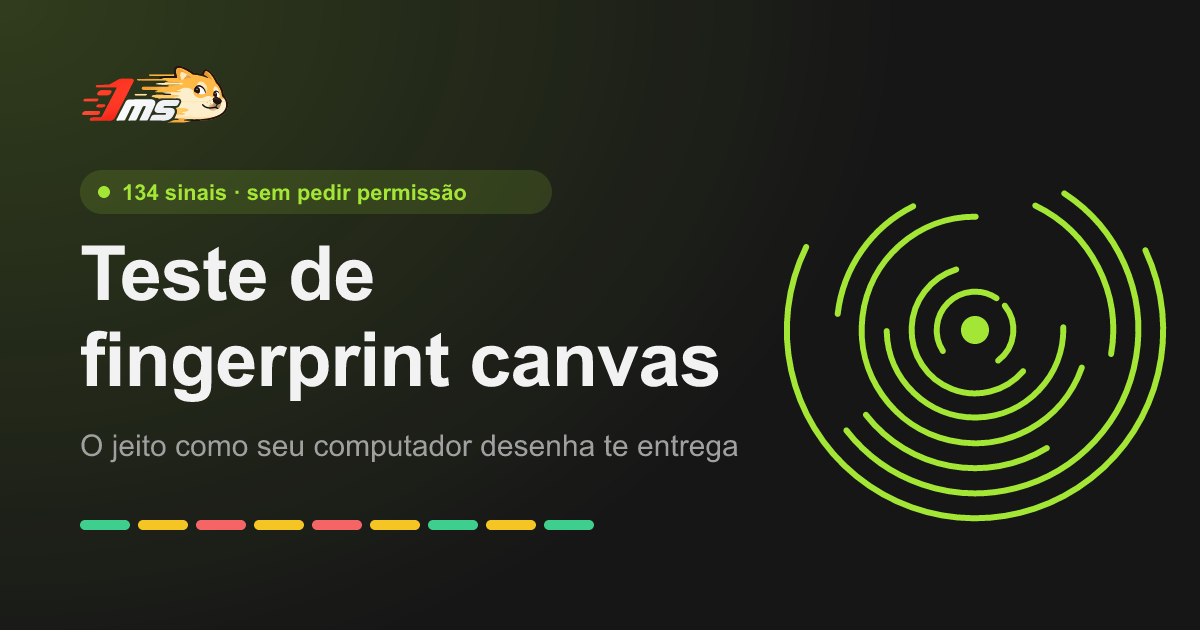 1ms
134 sinais · sem pedir permissão
Teste de
fingerprint canvas
O jeito como seu computador desenha te entrega